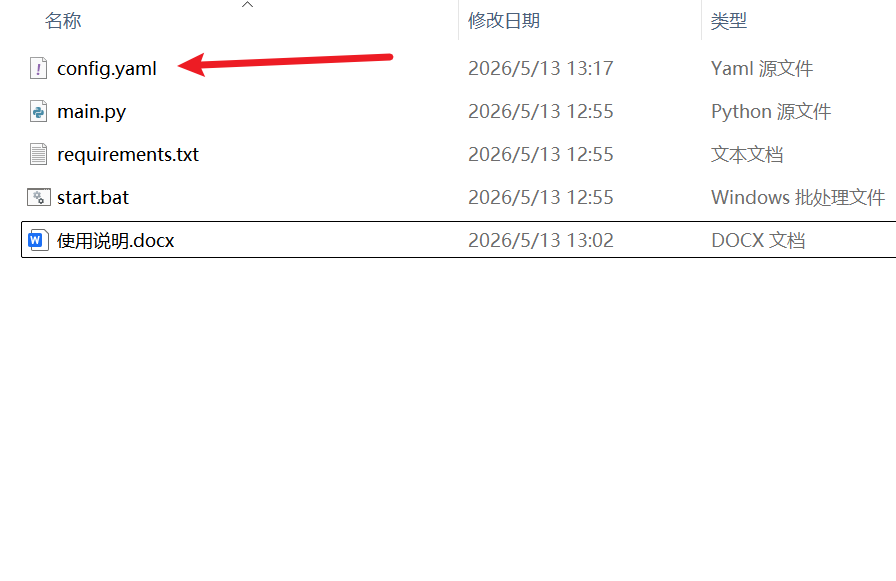 名称 修改日期 类型
config.yaml 2026/5/13 13:17 Yaml 源文件
main.py 2026/5/13 12:55 Python 源文件
requirements.txt 2026/5/13 12:55 文本文档
start.bat 2026/5/13 12:55 Windows 批处理文件
使用说明.docx 2026/5/13 13:02 DOCX 文档